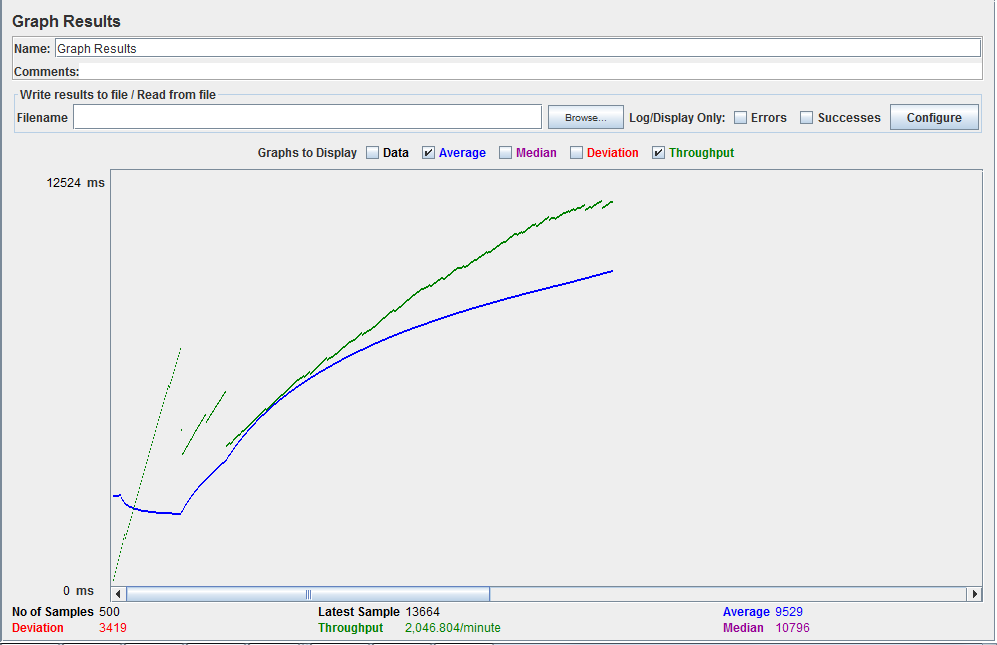 Graph Results
Name: Graph Results
Comments:
Write results to file / Read from file
Filename Browse... Log/Display Only: Errors Successes Configure
Graphs to Display Data Average Median Deviation Throughput
12524 ms
0 ms
No of Samples 500 Latest Sample 13664 Average 9529
Deviation 3419 Throughput 2,046.804/minute Median 10796